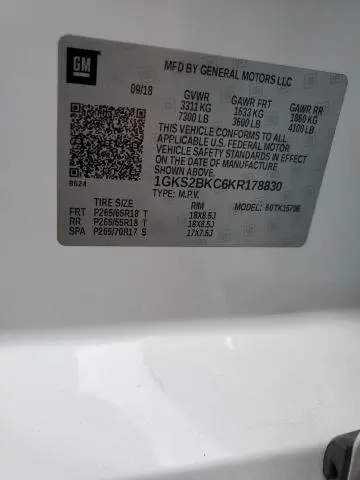 GM
MFD BY GENERAL MOTORS LLC
09/18
GVWR GAWR FRT GAWR RR
3311 KG 1633 KG 1860 KG
7300 LB 3600 LB 4100 LB
THIS VEHICLE CONFORMS TO ALL
APPLICABLE U.S. FEDERAL MOTOR
VEHICLE SAFETY STANDARDS IN EFFECT ON
THE DATE OF MANUFACTURE SHOWN ABOVE.
B624
1GKS2BKC6KR178830
TYPE: M.P.V.
TIRE SIZE RIM MODEL:
FRT P265/65R18 T 18X8.5J
RR P265/65R18 T 18X8.5J
SPA P265/70R17 S 17X7.5J